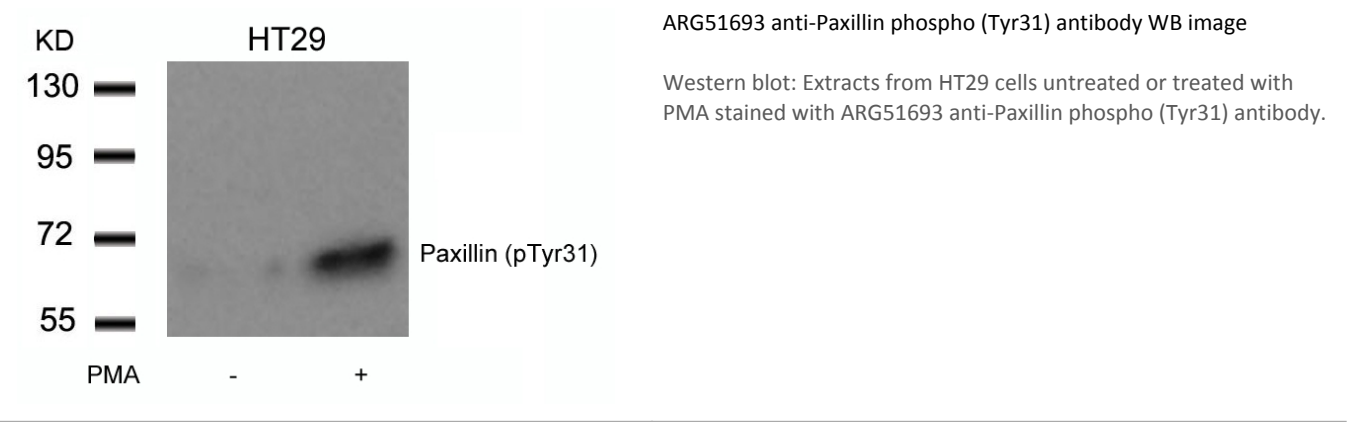 KD
HT29
130
95
72
55
Paxillin (pTyr31)
PMA - +
ARG51693 anti-Paxillin phospho (Tyr31) antibody WB image
Western blot: Extracts from HT29 cells untreated or treated with
PMA stained with ARG51693 anti-Paxillin phospho (Tyr31) antibody.